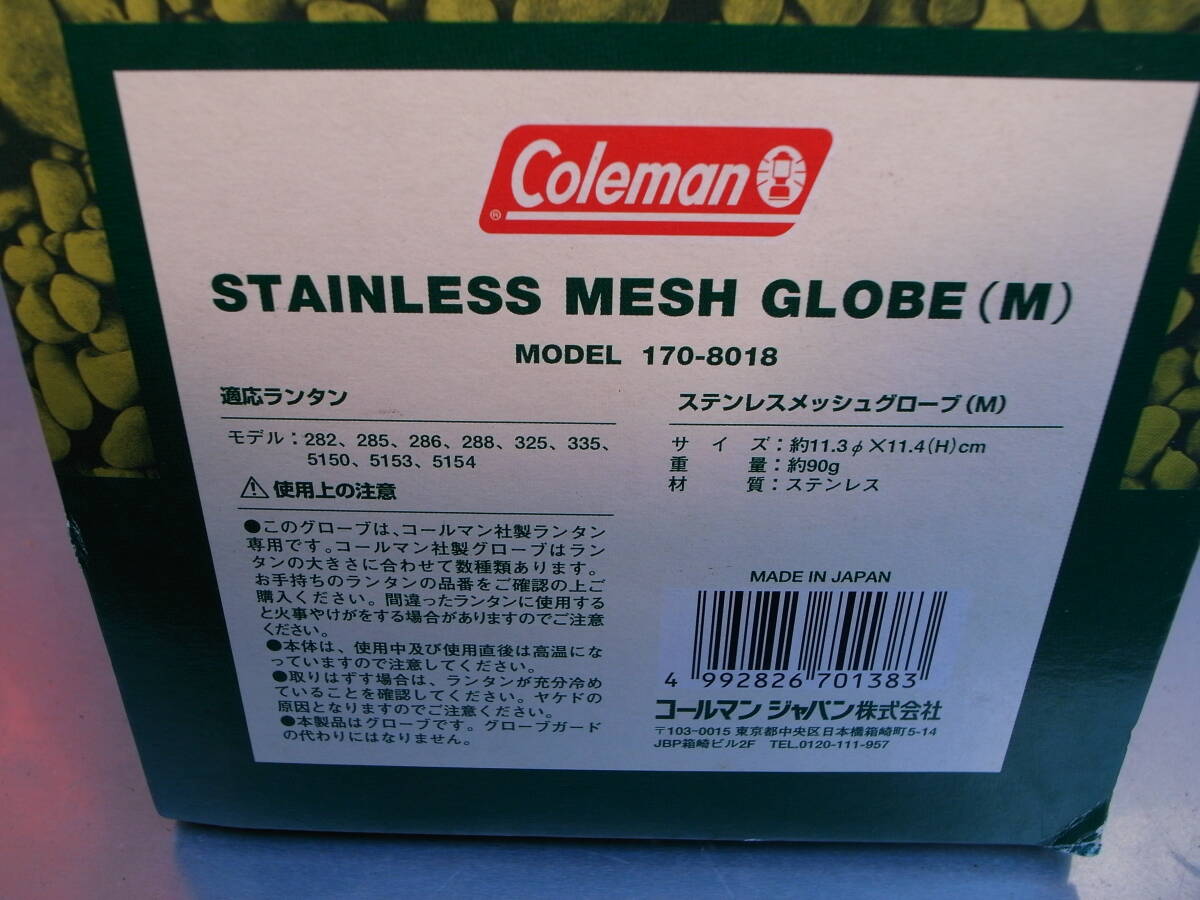 Coleman
®
STAINLESS MESH GLOBE (M)
MODEL 170-8018
適応ランタン
モデル：282、285、286、288、325、335、
5150、5153、5154
使用上の注意
●このグローブは、コールマン社製ランタン
専用です。コールマン社製グローブはラン
タンの大きさに合わせて数種類あります。
お手持ちのランタンの品番をご確認の上ご
購入ください。間違ったランタンに使用する
と火事やけがをする場合がありますのでご注意
ください。
●本体は、使用中及び使用直後は高温にな
っていますので注意してください。
●取りはずす場合は、ランタンが充分冷め
ていることを確認してください。ヤケドの
原因となりますのでご注意ください。
●本製品はグローブです。グローブガード
の代わりにはなりません。
ステンレスメッシュグローブ（M）
サイズ：約11.3φ×11.4(H)cm
重量：約90g
材質：ステンレス
MADE IN JAPAN
4 992826 701383
コールマン ジャパン株式会社
〒103-0015 東京都中央区日本橋箱崎町5-14
JBP箱崎ビル2F TEL.0120-111-957